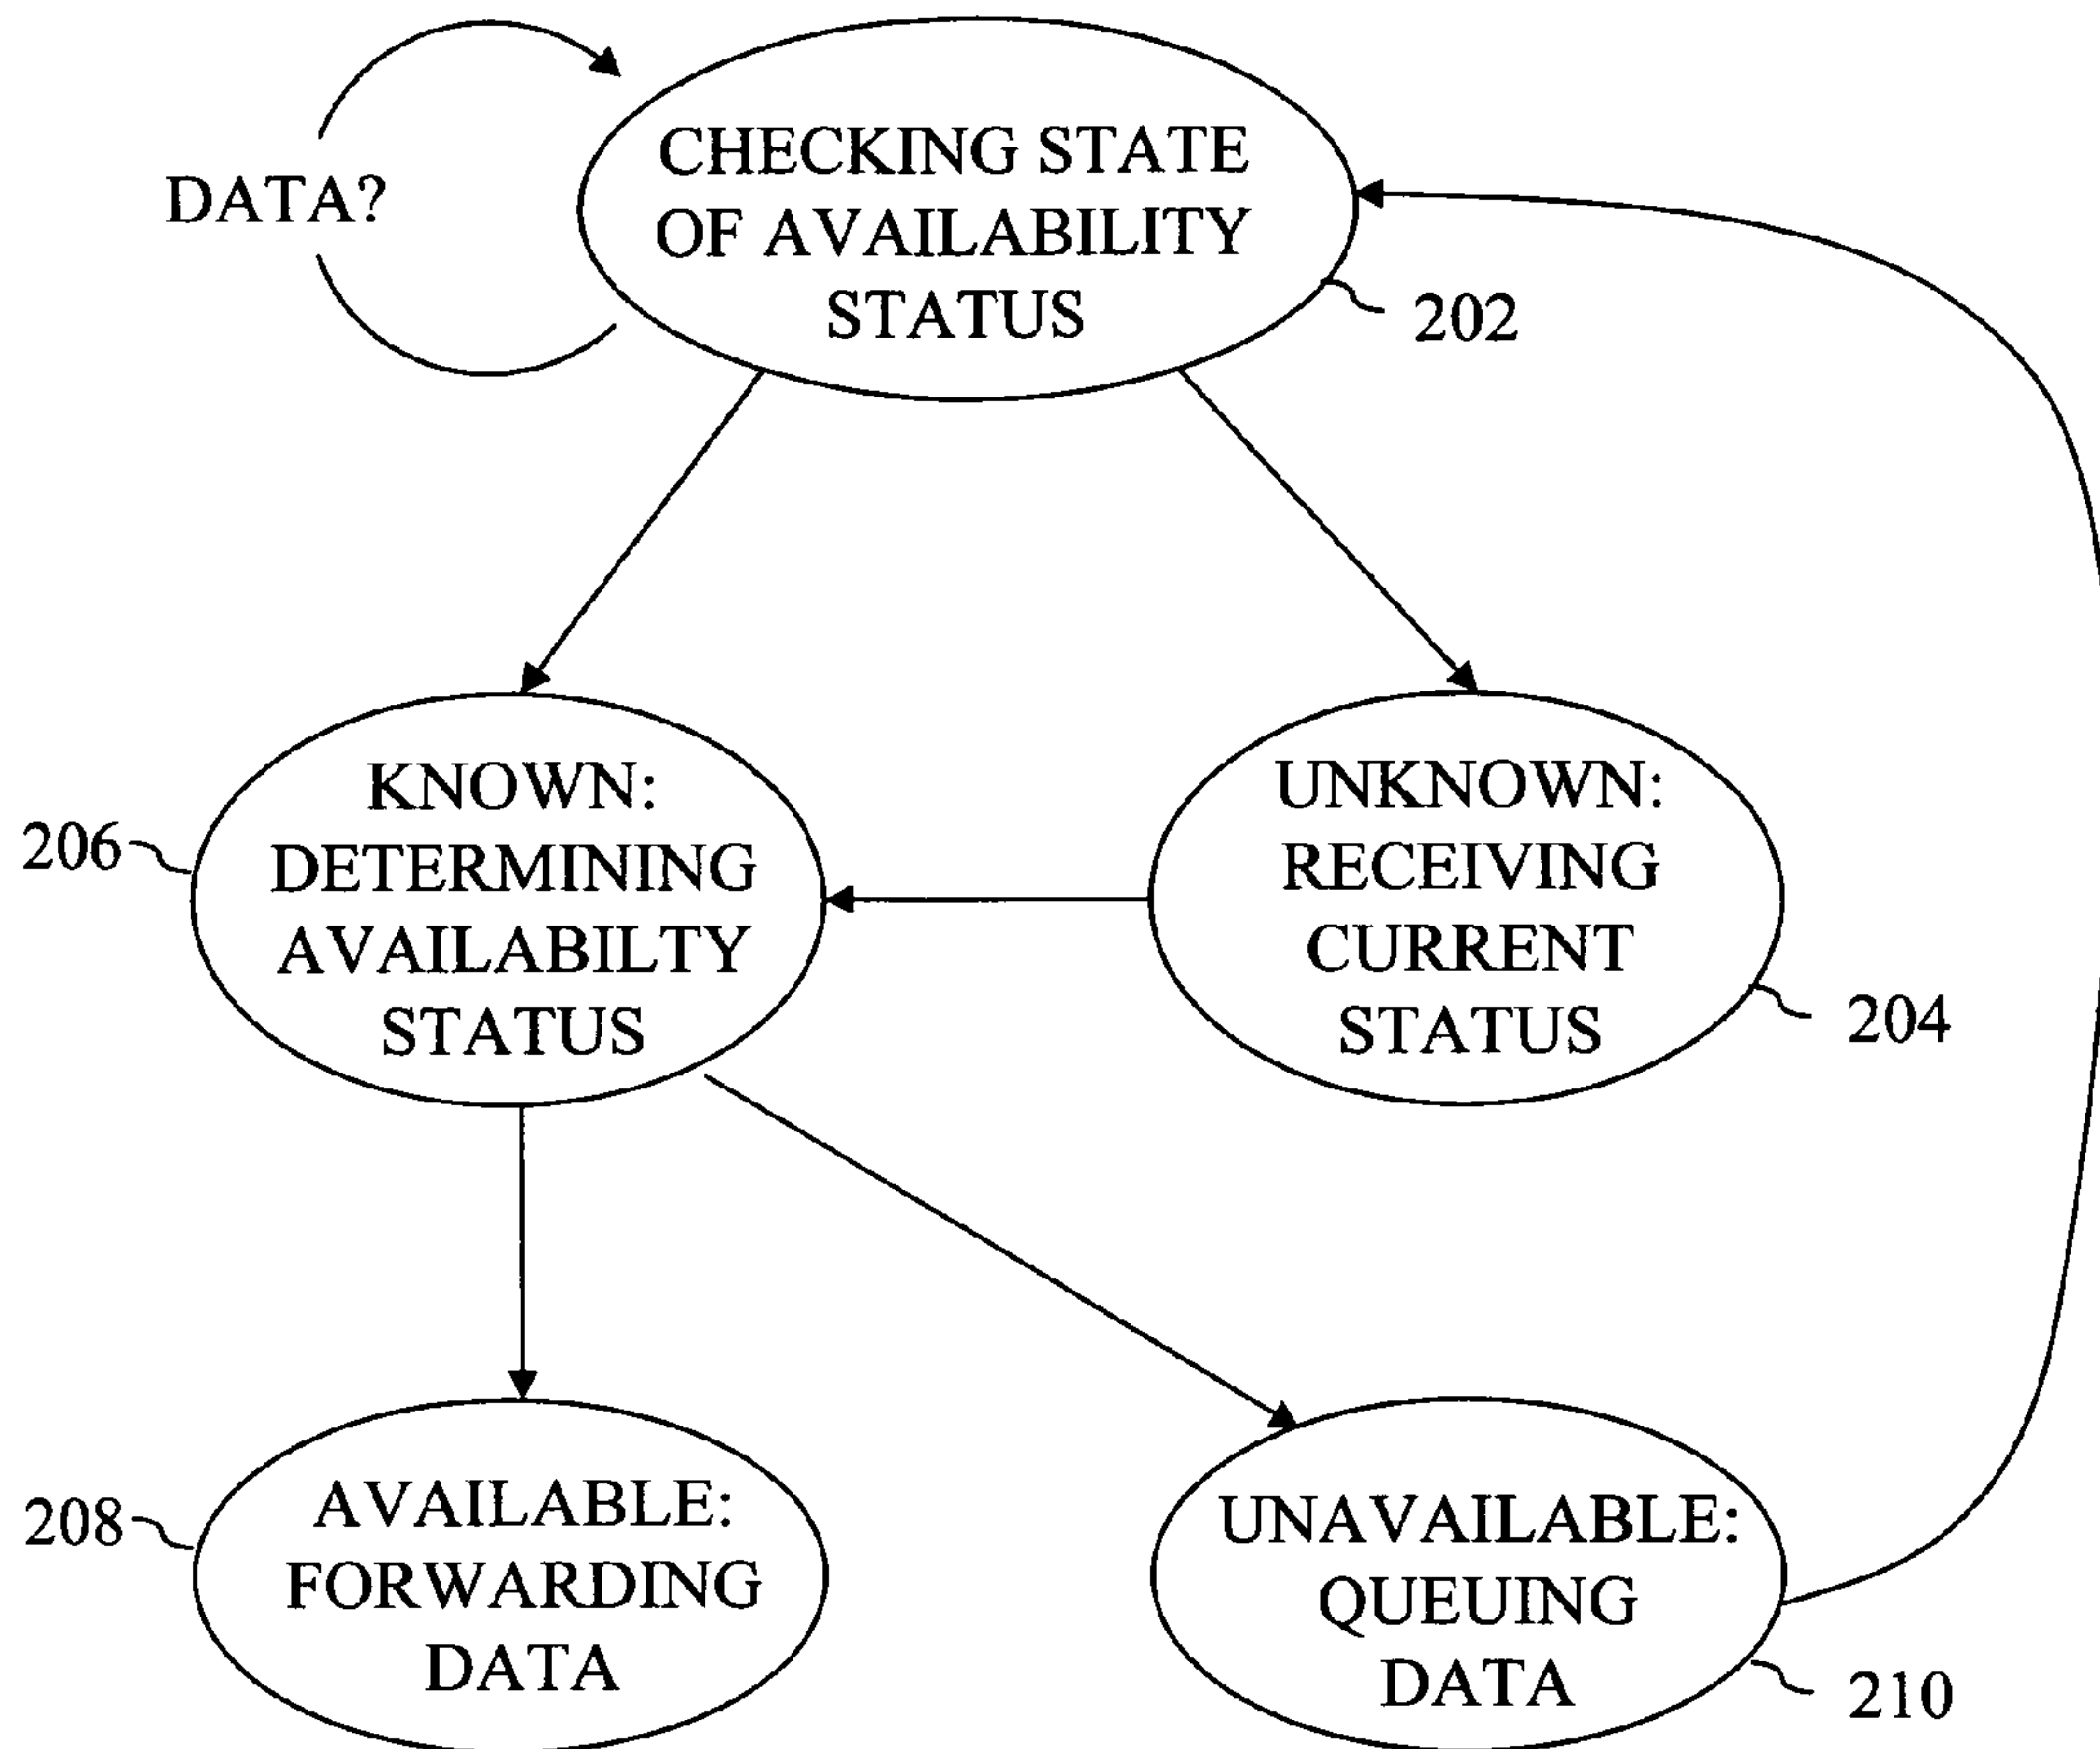 CHECKING STATE
OF AVAILABILITY
STATUS
DATA?
202
KNOWN:
DETERMINING
AVAILABILTY
STATUS
206
UNKNOWN:
RECEIVING
CURRENT
STATUS
204
AVAILABLE:
FORWARDING
DATA
208
UNAVAILABLE:
QUEUING
DATA
210